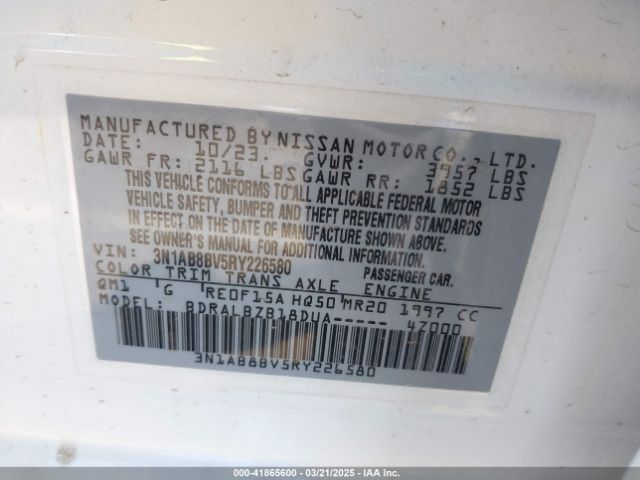 MANUFACTURED BY NISSAN MOTOR CO., LTD.
DATE: 10/23. GVWR: 3957 LBS
GAWR FR: 2116 LBS GAWR RR: 1852 LBS
THIS VEHICLE CONFORMS TO ALL APPLICABLE FEDERAL MOTOR
VEHICLE SAFETY, BUMPER AND THEFT PREVENTION STANDARDS
IN EFFECT ON THE DATE OF MANUFACTURE SHOWN ABOVE.
SEE OWNER'S MANUAL FOR ADDITIONAL INFORMATION.
VIN: 3N1AB8BV5RY226580 PASSENGER CAR.
COLOR TRIM TRANS AXLE ENGINE
QM1 G RE0F15A HQ50 MR20 1997 CC
BDRALBZB18DUA----- 4Z000
3N1AB8BV5RY226580
000-41865600 - 03/21/2025 - IAA Inc.